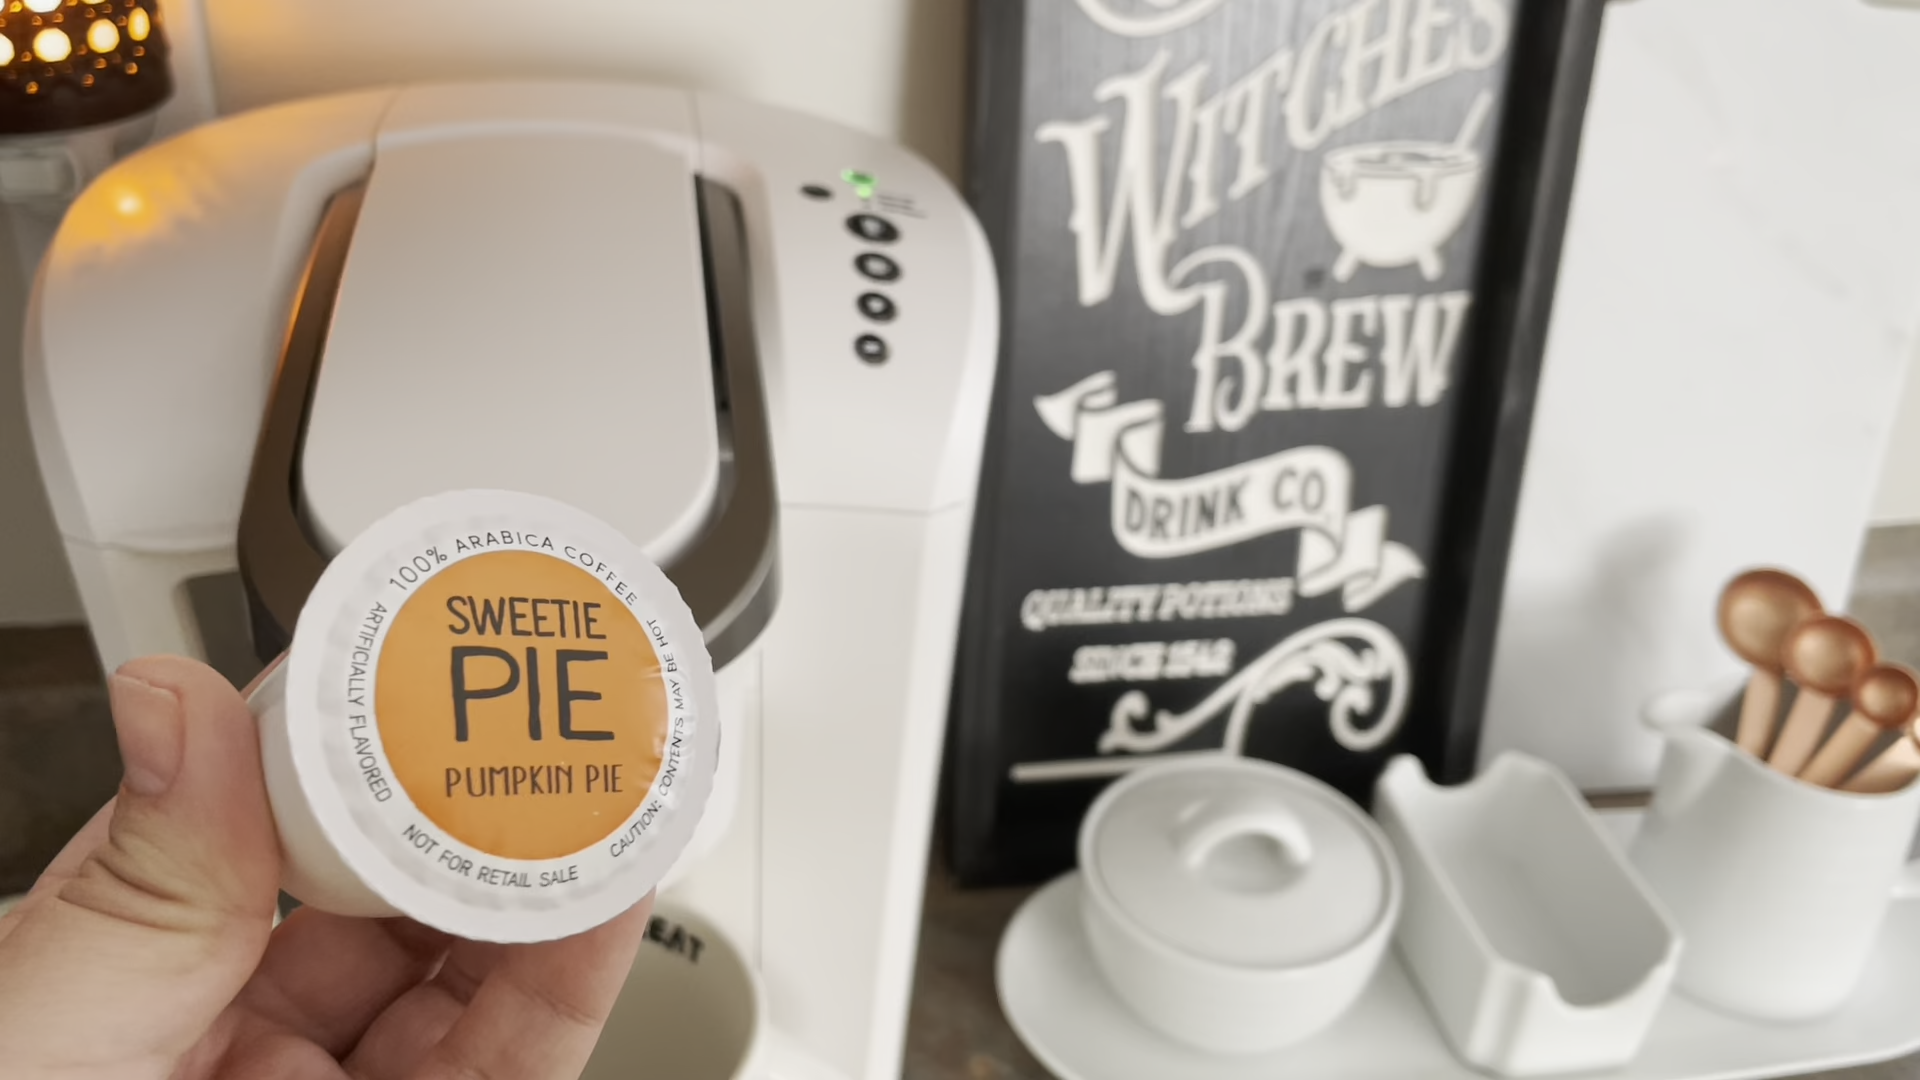 100% ARABICA COFFEE
ARTIFICIALLY FLAVORED
SWEETIE
PIE
PUMPKIN PIE
CAUTION: CONTENTS MAY BE HOT
NOT FOR RETAIL SALE
WITCHES
BREW
DRINK CO.
QUALITY POTIONS
SINCE